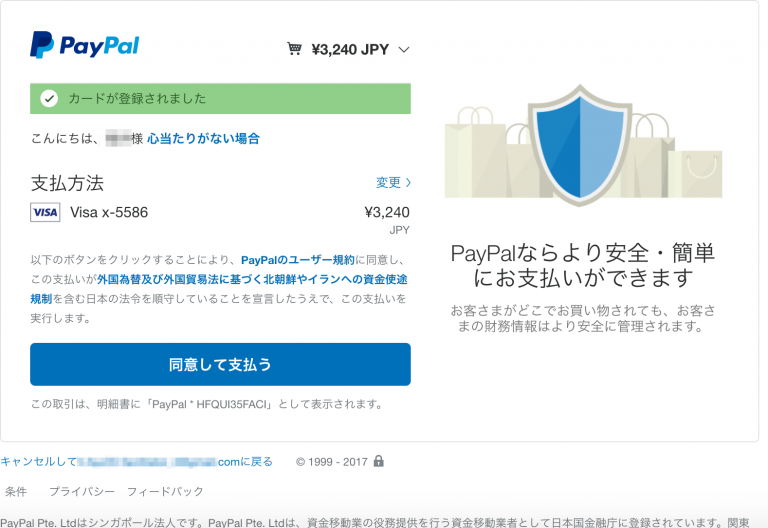 PayPal
¥3,240 JPY
カードが登録されました
こんにちは、様 心当たりがない場合
支払方法
変更
VISA Visa x-5586
¥3,240
JPY
以下のボタンをクリックすることにより、PayPalのユーザー規約に同意し、
この支払いが外国為替及び外国貿易法に基づく北朝鮮やイランへの資金使途
規制を含む日本の法令を順守していることを宣言したうえで、この支払いを
実行します。
同意して支払う
この取引は、明細書に「PayPal * HFQUI35FACI」として表示されます。
PayPalならより安全・簡単
にお支払いができます
お客さまがどこでお買い物されても、お客さ
まの財務情報はより安全に管理されます。
キャンセルして.comに戻る © 1999 - 2017
条件 プライバシー フィードバック
PayPal Pte. Ltdはシンガポール法人です。PayPal Pte. Ltdは、資金移動業の役務提供を行う資金移動業者として日本国金融庁に登録されています。関東